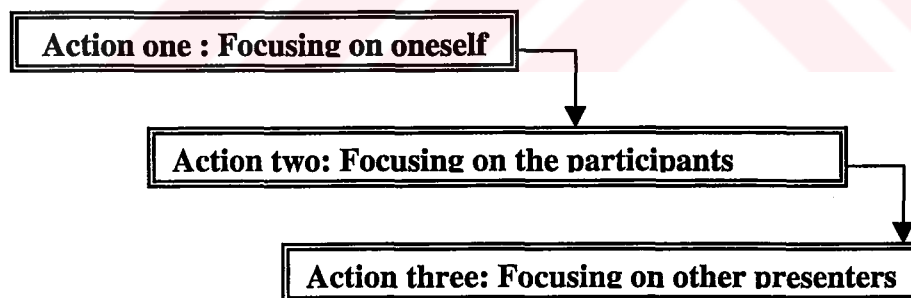 Action one : Focusing on oneself
Action two: Focusing on the participants
Action three: Focusing on other presenters